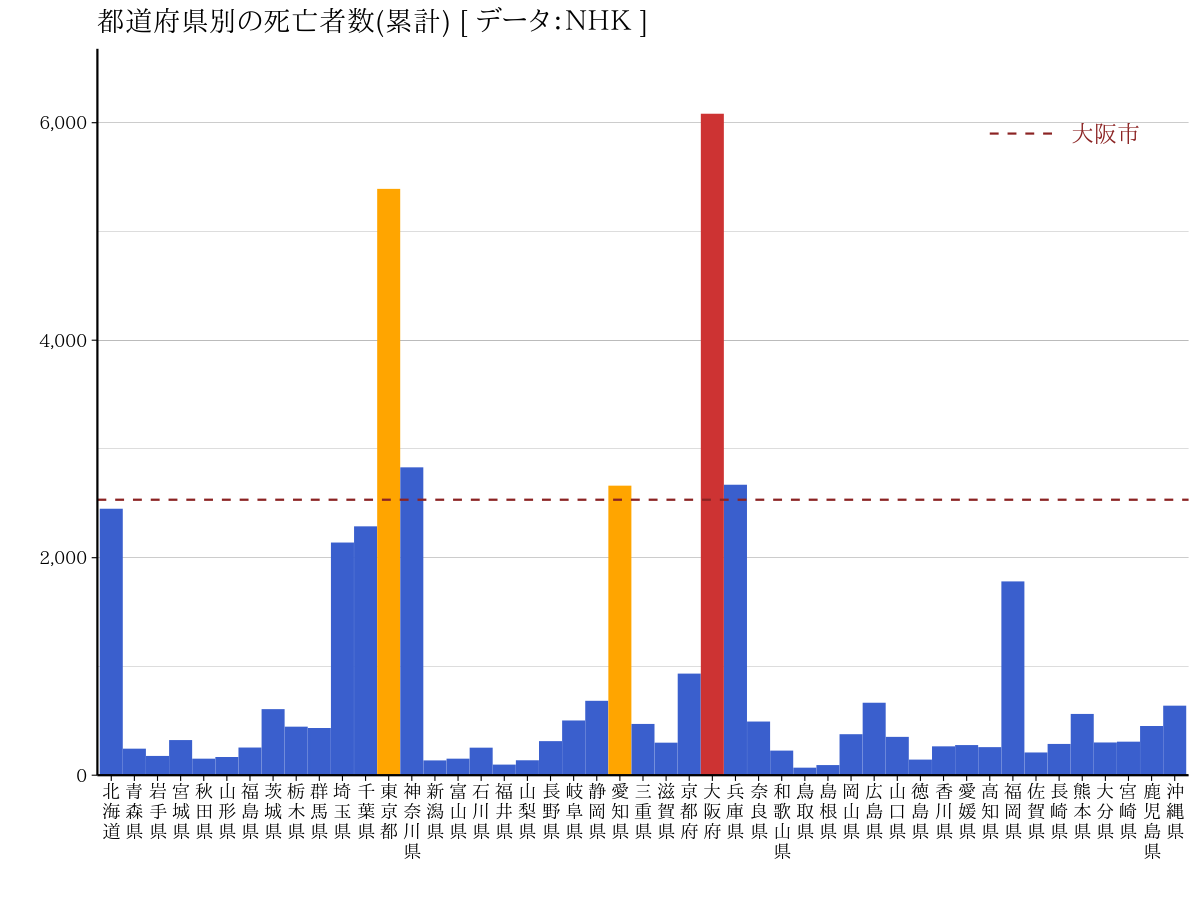 都道府県別の死亡者数(累計) [ データ:NHK ]
6,000
4,000
2,000
0
大阪市
北海道
青森県
岩手県
宮城県
秋田県
山形県
福島県
茨城県
栃木県
群馬県
埼玉県
千葉県
東京都
神奈川県
新潟県
富山県
石川県
福井県
山梨県
長野県
岐阜県
静岡県
愛知県
三重県
滋賀県
京都府
大阪府
兵庫県
奈良県
和歌山県
鳥取県
島根県
岡山県
広島県
山口県
徳島県
香川県
愛媛県
高知県
福岡県
佐賀県
長崎県
熊本県
大分県
宮崎県
鹿児島県
沖縄県